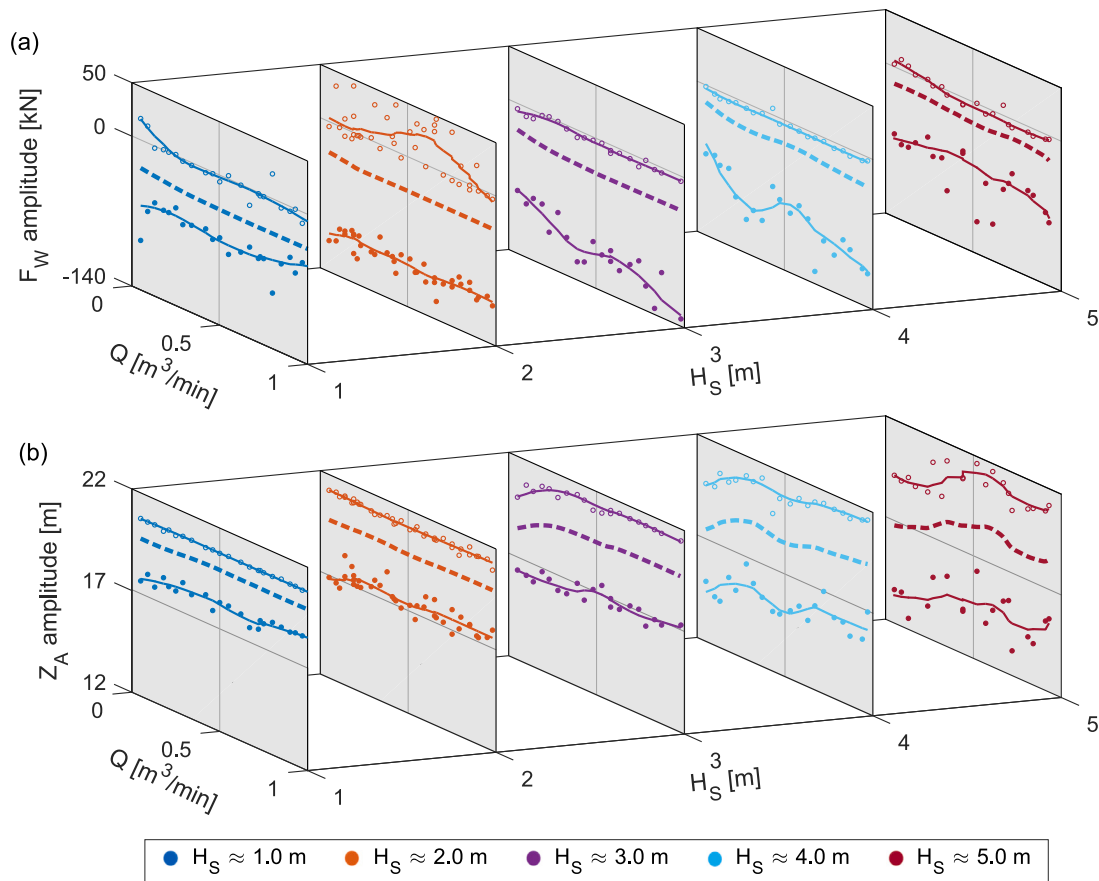 (a)
F_W amplitude [kN]
50
0
-140
0
0.5
1
Q [m³/min]
1
2
3
4
5
H_S [m]
(b)
Z_A amplitude [m]
22
17
12
0
0.5
1
Q [m³/min]
1
2
3
4
5
H_S [m]
H_S ≈ 1.0 m H_S ≈ 2.0 m H_S ≈ 3.0 m H_S ≈ 4.0 m H_S ≈ 5.0 m